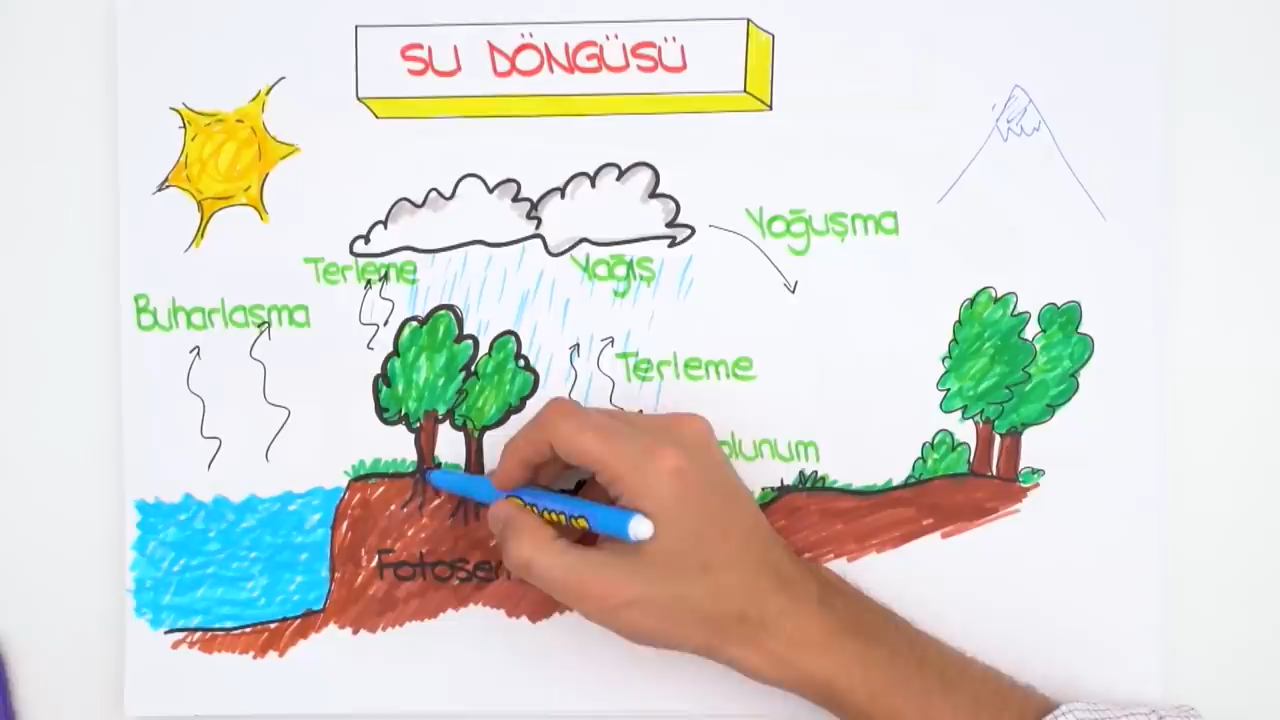 SU DÖNGÜSÜ
Yoğuşma
Terleme
Yağış
Buharlaşma
Terleme